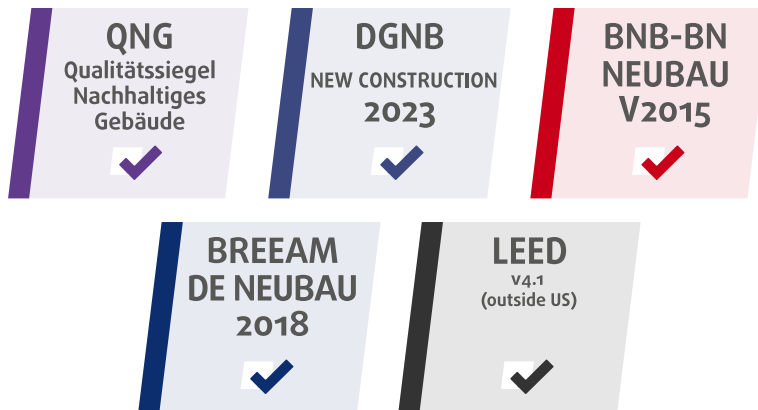 QNG
Qualitätssiegel
Nachhaltiges
Gebäude
DGNB
NEW CONSTRUCTION
2023
BNB-BN
NEUBAU
V2015
BREEAM
DE NEUBAU
2018
LEED
v4.1
(outside US)